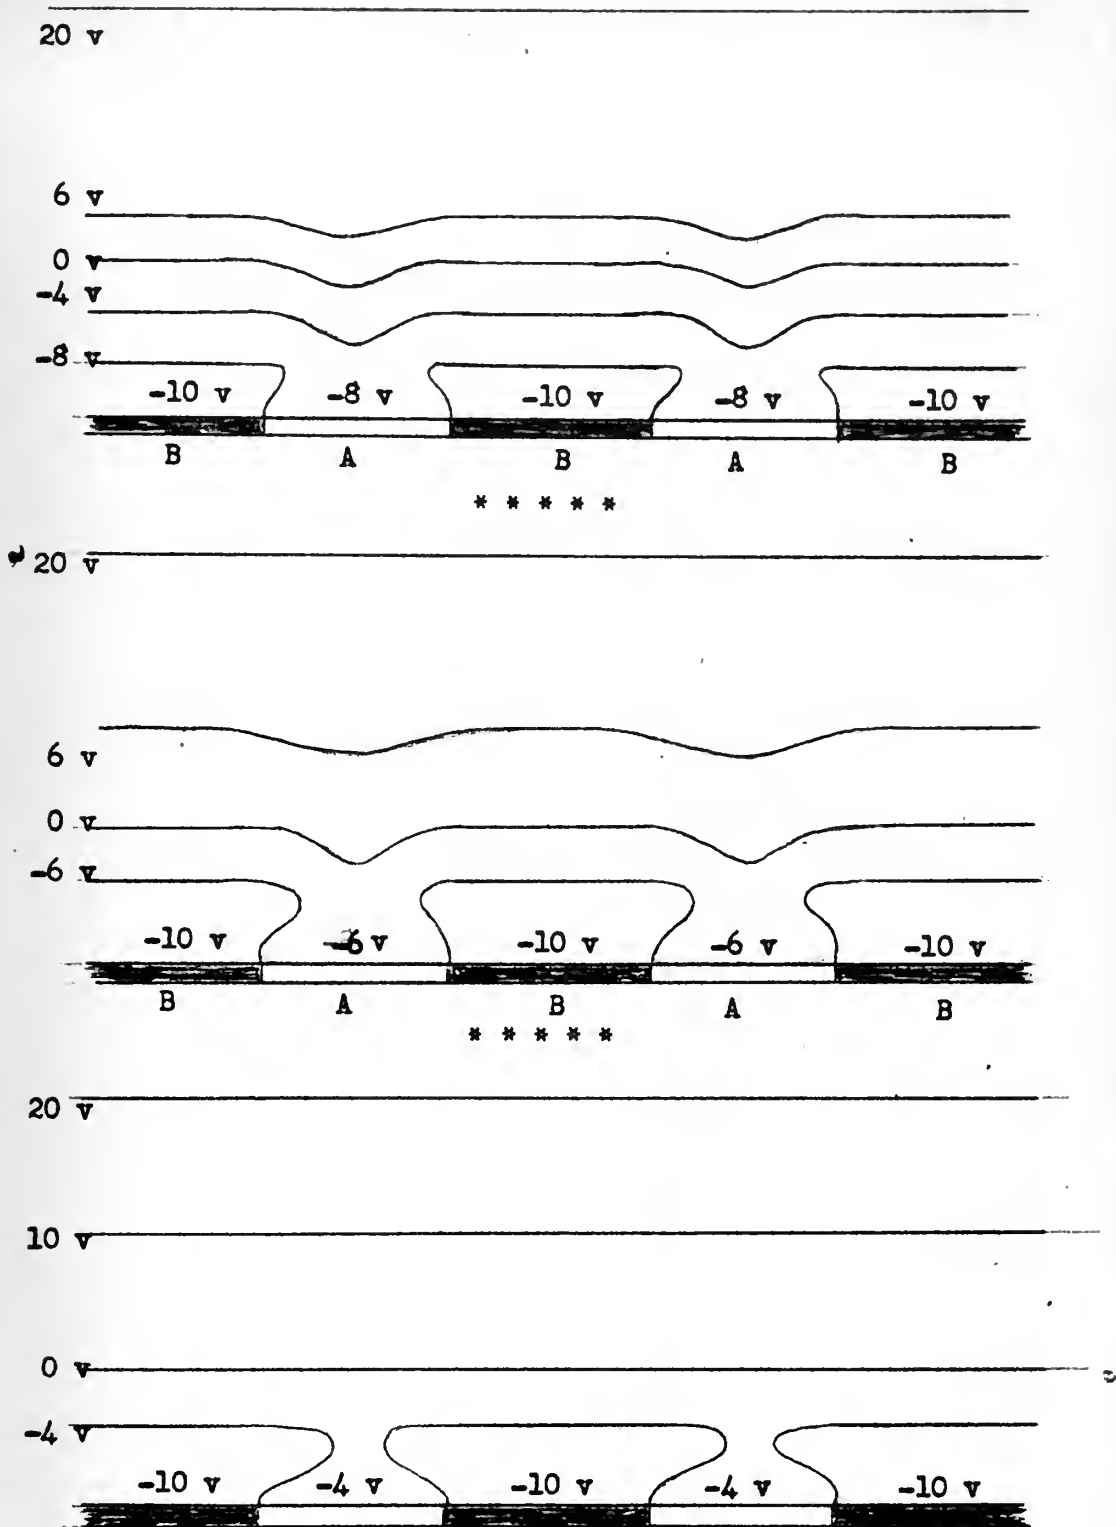 20 v
6 v
0 v
-4 v
-8 v
-10 v -8 v -10 v -8 v -10 v
B A B A B
* * * * *
20 v
6 v
0 v
-6 v
-10 v -6 v -10 v -6 v -10 v
B A B A B
* * * * *
20 v
10 v
0 v
-4 v
-10 v -4 v -10 v -4 v -10 v